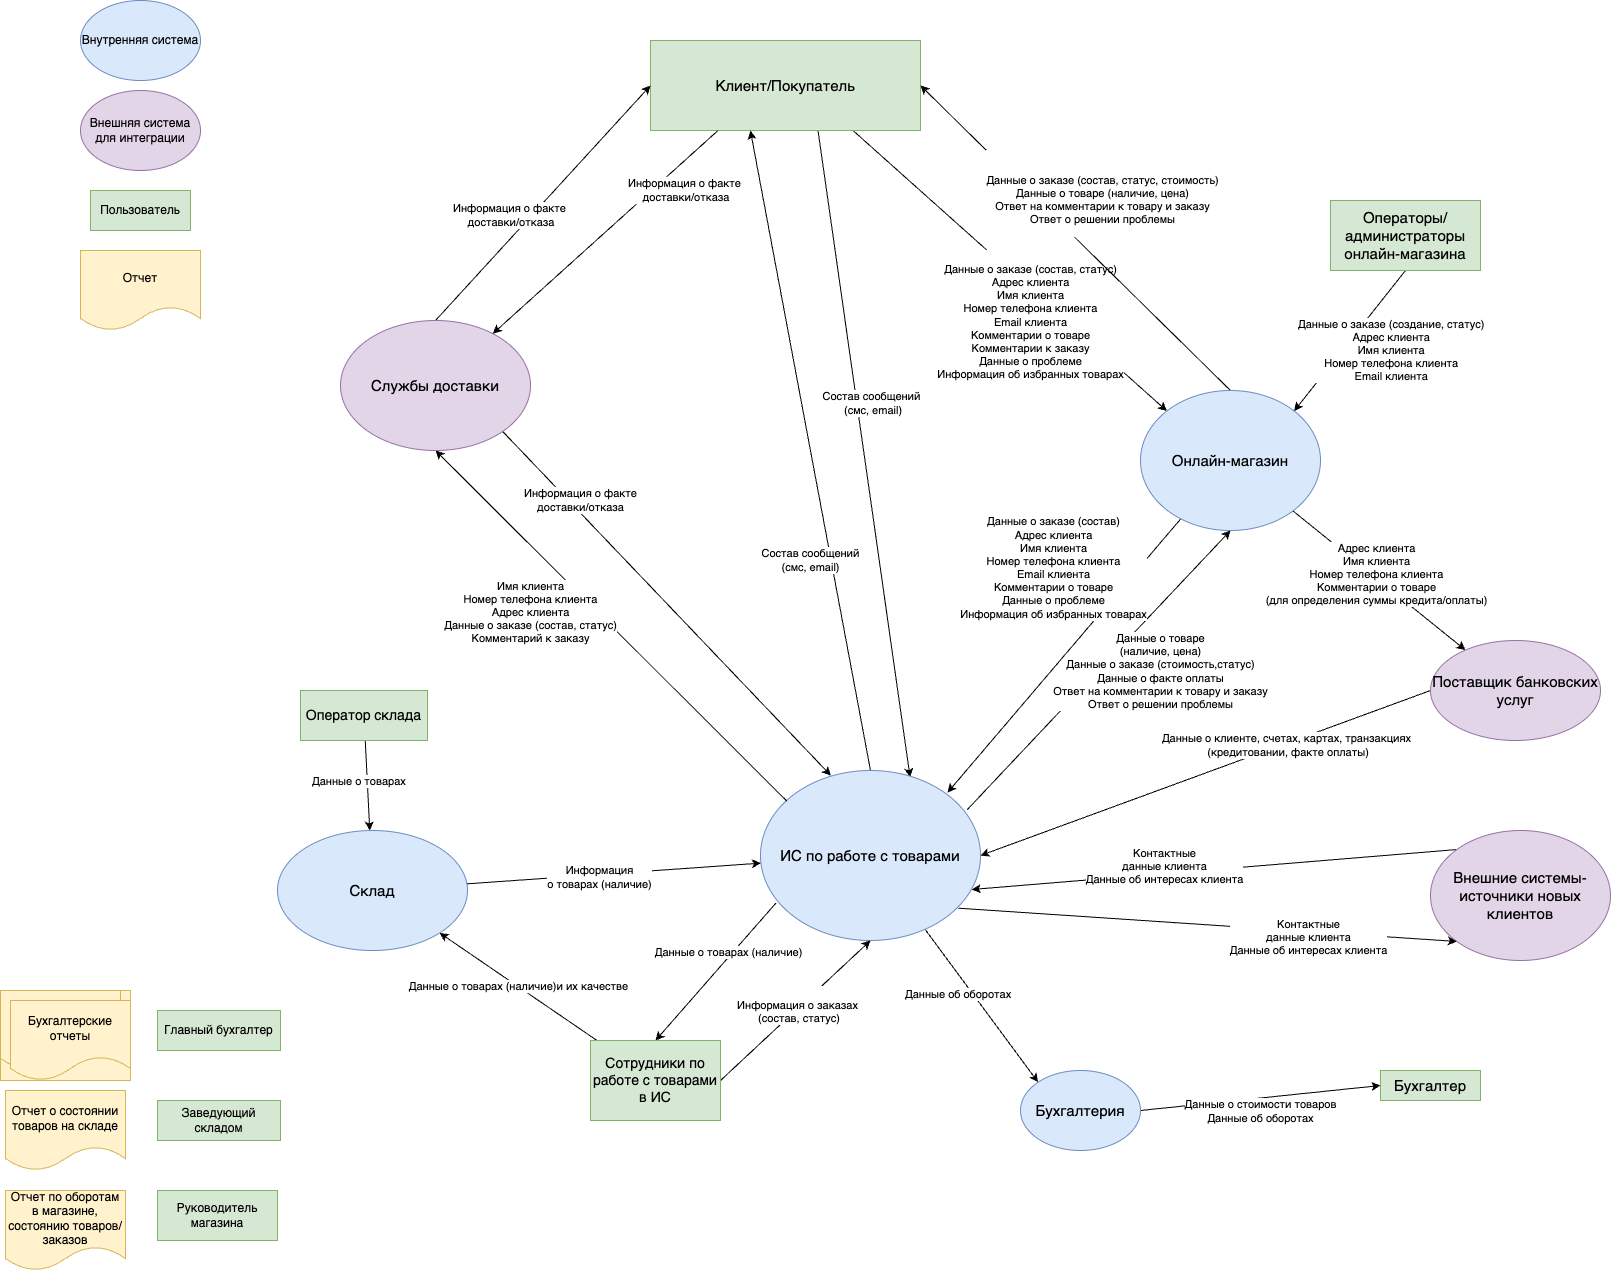 Внутренняя система
Внешняя система
для интеграции
Пользователь
Отчет
Клиент/Покупатель
Информация о факте
доставки/отказа
Информация о факте
доставки/отказа
Данные о заказе (состав, статус, стоимость)
Данные о товаре (наличие, цена)
Ответ на комментарии к товару и заказу
Ответ о решении проблемы
Операторы/
администраторы
онлайн-магазина
Данные о заказе (состав, статус)
Адрес клиента
Имя клиента
Номер телефона клиента
Email клиента
Комментарии о товаре
Комментарии к заказу
Данные о проблеме
Информация об избранных товарах
Данные о заказе (создание, статус)
Адрес клиента
Имя клиента
Номер телефона клиента
Email клиента
Службы доставки
Состав сообщений
(смс, email)
Онлайн-магазин
Информация о факте
доставки/отказа
Состав сообщений
(смс, email)
Данные о заказе (состав)
Адрес клиента
Имя клиента
Номер телефона клиента
Email клиента
Комментарии о товаре
Данные о проблеме
Информация об избранных товарах
Адрес клиента
Имя клиента
Номер телефона клиента
Комментарии о товаре
(для определения суммы кредита/оплаты)
Имя клиента
Номер телефона клиента
Адрес клиента
Данные о заказе (состав, статус)
Комментарий к заказу
Данные о товаре
(наличие, цена)
Данные о заказе (стоимость,статус)
Данные о факте оплаты
Ответ на комментарии к товару и заказу
Ответ о решении проблемы
Поставщик банковских
услуг
Оператор склада
Данные о клиенте, счетах, картах, транзакциях
(кредитовании, факте оплаты)
Данные о товарах
Склад
Информация
о товарах (наличие)
ИС по работе с товарами
Контактные
данные клиента
Данные об интересах клиента
Внешние системы-
источники новых
клиентов
Контактные
данные клиента
Данные об интересах клиента
Данные о товарах (наличие)
Данные о товарах (наличие)и их качестве
Информация о заказах
(состав, статус)
Данные об оборотах
Бухгалтерские
отчеты
Главный бухгалтер
Сотрудники по
работе с товарами
в ИС
Бухгалтерия
Данные о стоимости товаров
Данные об оборотах
Бухгалтер
Отчет о состоянии
товаров на складе
Заведующий
складом
Отчет по оборотам
в магазине,
состоянию товаров/
заказов
Руководитель
магазина